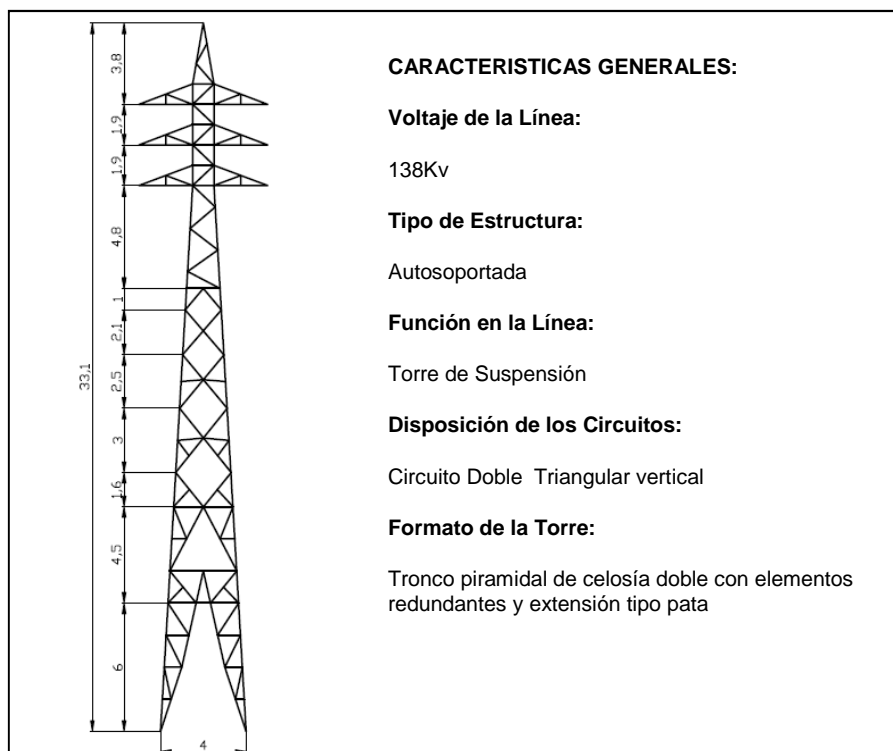 3,8
1,9
1,9
4,8
1
2,1
2,5
3
1,6
4,5
6
33,1
4
CARACTERISTICAS GENERALES:
Voltaje de la Línea:
138Kv
Tipo de Estructura:
Autosoportada
Función en la Línea:
Torre de Suspensión
Disposición de los Circuitos:
Circuito Doble Triangular vertical
Formato de la Torre:
Tronco piramidal de celosía doble con elementos
redundantes y extensión tipo pata